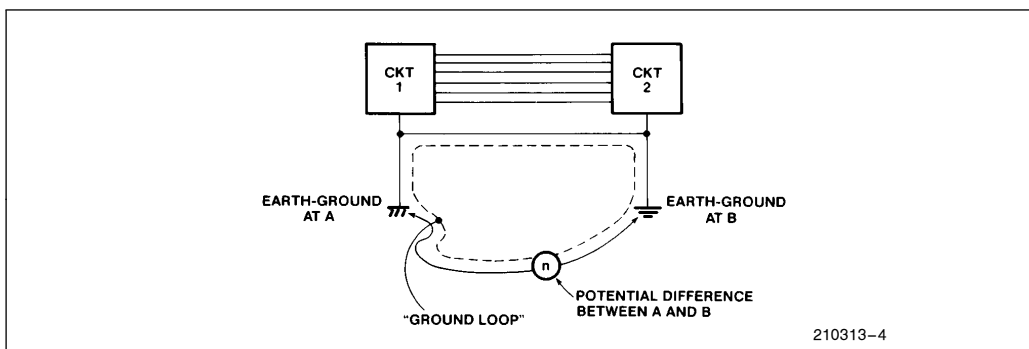 CKT
1
CKT
2
EARTH-GROUND
AT A
EARTH-GROUND
AT B
n
"GROUND LOOP"
POTENTIAL DIFFERENCE
BETWEEN A AND B
210313–4